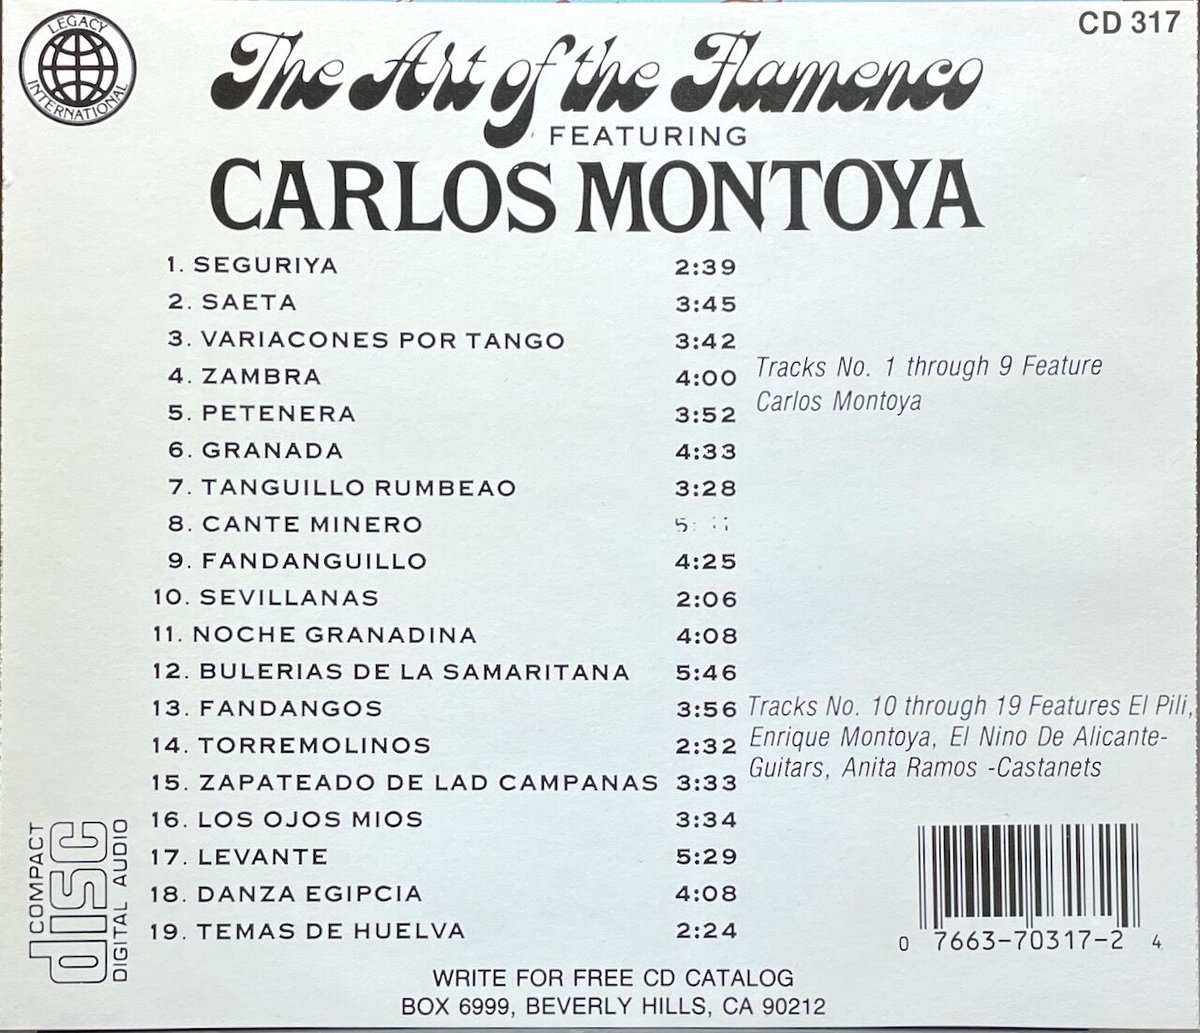 LEGACY INTERNATIONAL
CD 317
The Art of the Flamenco
FEATURING
CARLOS MONTOYA
1. SEGURIYA 2:39
2. SAETA 3:45
3. VARIACONES POR TANGO 3:42
4. ZAMBRA 4:00
5. PETENERA 3:52
6. GRANADA 4:33
7. TANGUILLO RUMBEAO 3:28
8. CANTE MINERO
9. FANDANGUILLO 4:25
Tracks No. 1 through 9 Feature
Carlos Montoya
10. SEVILLANAS 2:06
11. NOCHE GRANADINA 4:08
12. BULERIAS DE LA SAMARITANA 5:46
13. FANDANGOS 3:56
14. TORREMOLINOS 2:32
15. ZAPATEADO DE LAD CAMPANAS 3:33
16. LOS OJOS MIOS 3:34
17. LEVANTE 5:29
18. DANZA EGIPCIA 4:08
19. TEMAS DE HUELVA 2:24
Tracks No. 10 through 19 Features El Pili,
Enrique Montoya, El Nino De Alicante-
Guitars, Anita Ramos -Castanets
COMPACT
disc
DIGITAL AUDIO
0 7663-70317-2 4
WRITE FOR FREE CD CATALOG
BOX 6999, BEVERLY HILLS, CA 90212